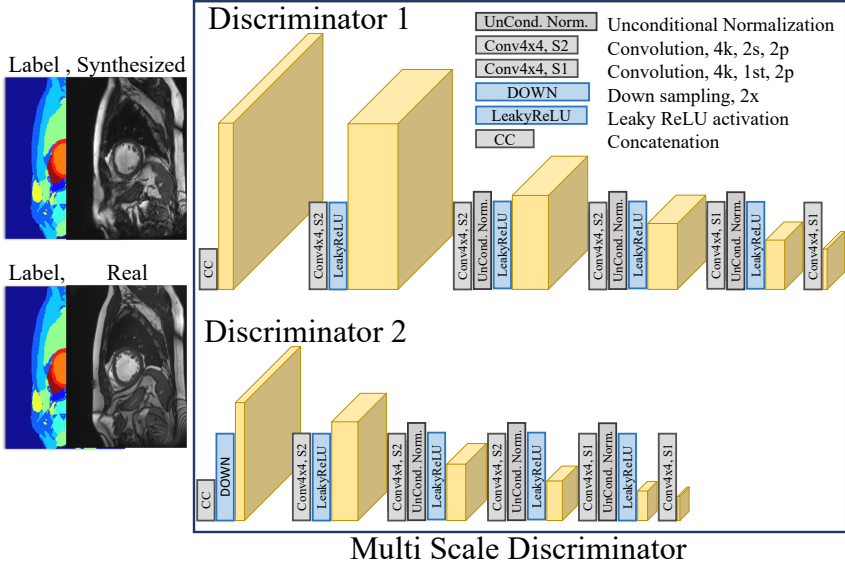 Discriminator 1
UnCond. Norm. Unconditional Normalization
Conv4x4, S2 Convolution, 4k, 2s, 2p
Conv4x4, S1 Convolution, 4k, 1st, 2p
DOWN Down sampling, 2x
LeakyReLU Leaky ReLU activation
CC Concatenation
Label , Synthesized
Label, Real
CC
Conv4x4, S2
LeakyReLU
Conv4x4, S2
UnCond. Norm.
LeakyReLU
Conv4x4, S2
UnCond. Norm.
LeakyReLU
Conv4x4, S1
UnCond. Norm.
LeakyReLU
Conv4x4, S1
Discriminator 2
CC
DOWN
Conv4x4, S2
LeakyReLU
Conv4x4, S2
UnCond. Norm.
LeakyReLU
Conv4x4, S2
UnCond. Norm.
LeakyReLU
Conv4x4, S1
UnCond. Norm.
LeakyReLU
Conv4x4, S1
Multi Scale Discriminator